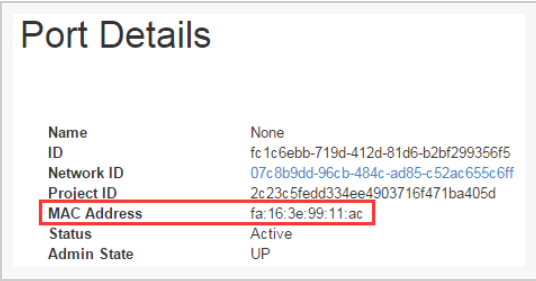 Port Details
Name None
ID fc1c6ebb-719d-412d-81d6-b2bf299356f5
Network ID 07c8b9dd-96cb-484c-ad85-c52ac655c6ff
Project ID 2c23c5fedd334ee4903716f471ba405d
MAC Address fa:16:3e:99:11:ac
Status Active
Admin State UP